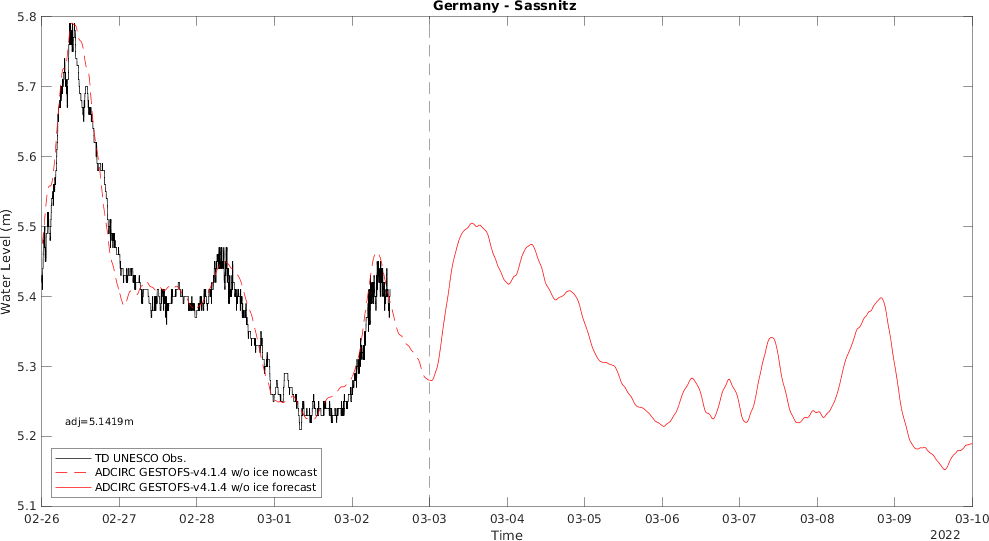 Germany - Sassnitz
5.8
5.7
5.6
5.5
5.4
5.3
5.2
5.1
Water Level (m)
adj=5.1419m
TD UNESCO Obs.
ADCIRC GESTOFS-v4.1.4 w/o ice nowcast
ADCIRC GESTOFS-v4.1.4 w/o ice forecast
02-26 02-27 02-28 03-01 03-02 03-03 03-04 03-05 03-06 03-07 03-08 03-09 03-10
Time
2022